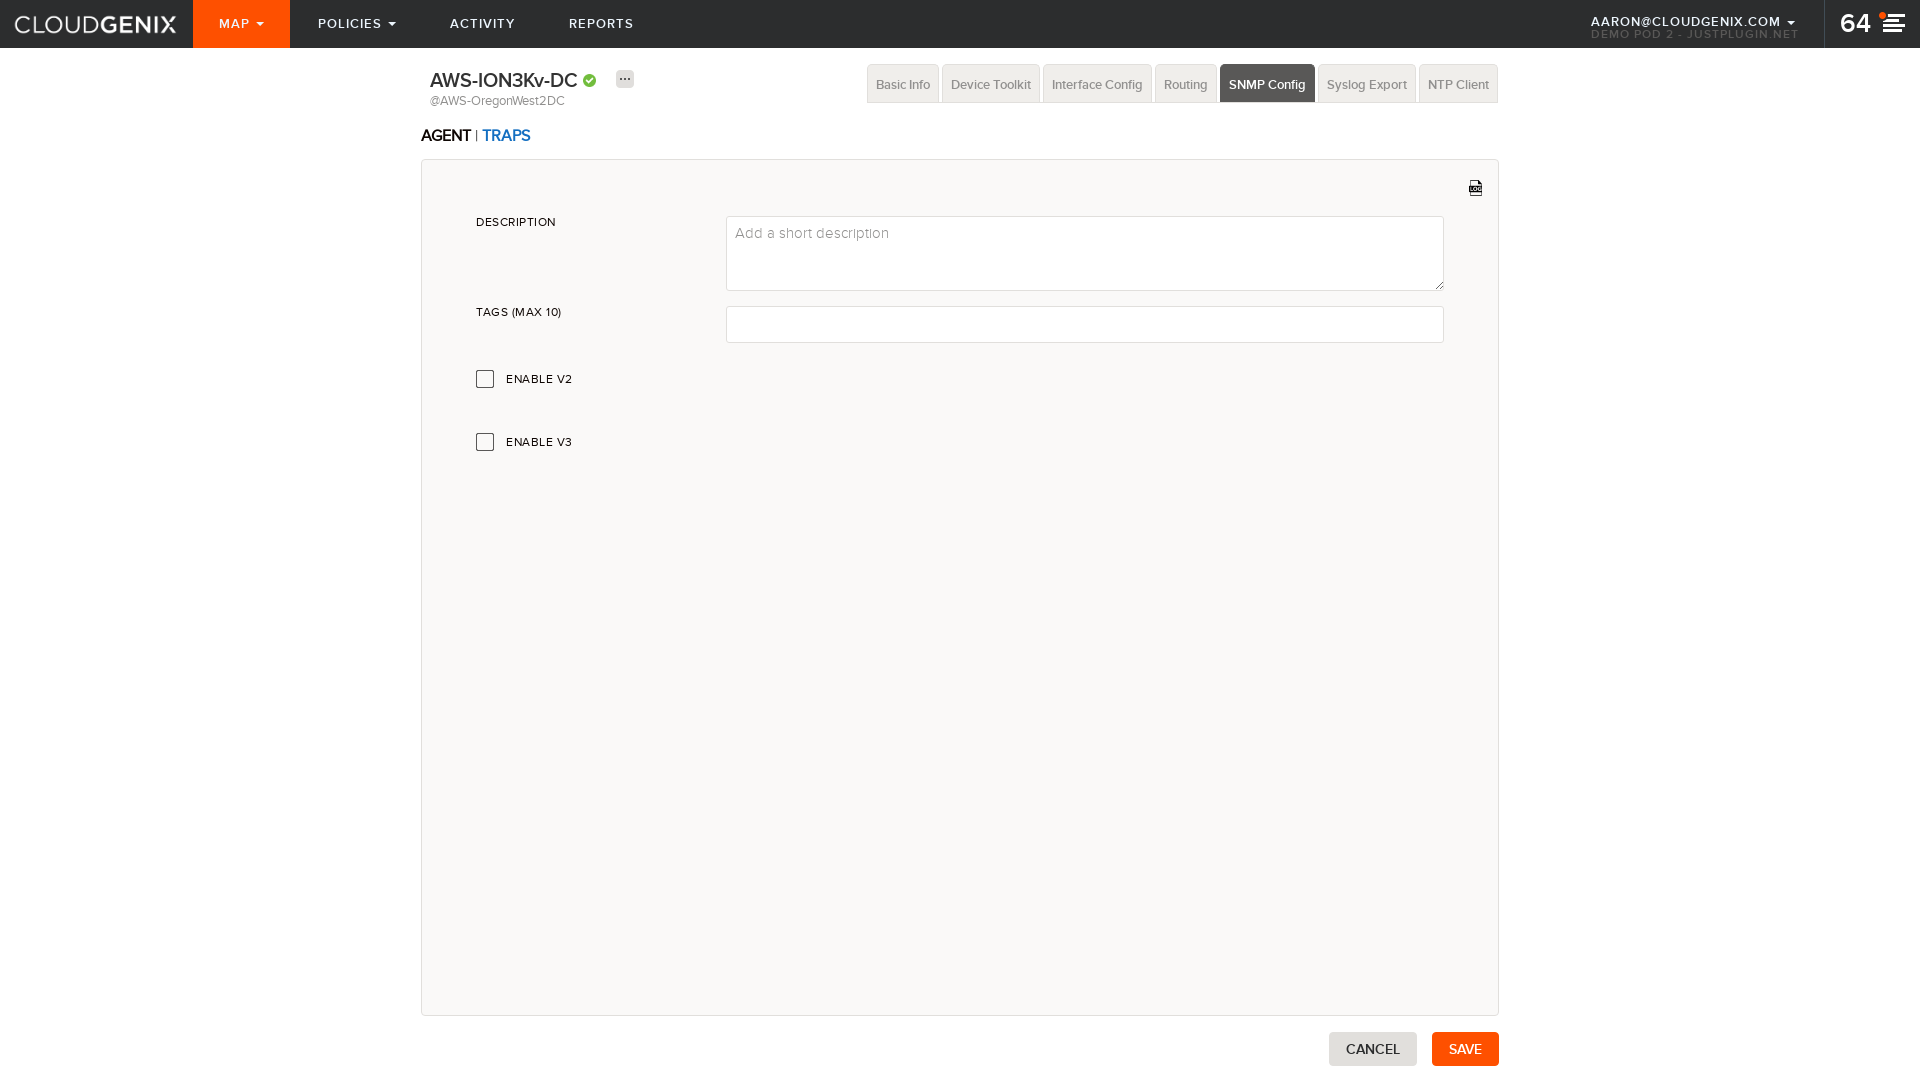 CLOUDGENIX MAP POLICIES ACTIVITY REPORTS AARON@CLOUDGENIX.COM 64
DEMO POD 2 - JUSTPLUGIN.NET
AWS-ION3Kv-DC Basic Info Device Toolkit Interface Config Routing SNMP Config Syslog Export NTP Client
@AWS-OregonWest2DC
AGENT | TRAPS
LOG
DESCRIPTION Add a short description
TAGS (MAX 10)
ENABLE V2
ENABLE V3
CANCEL SAVE